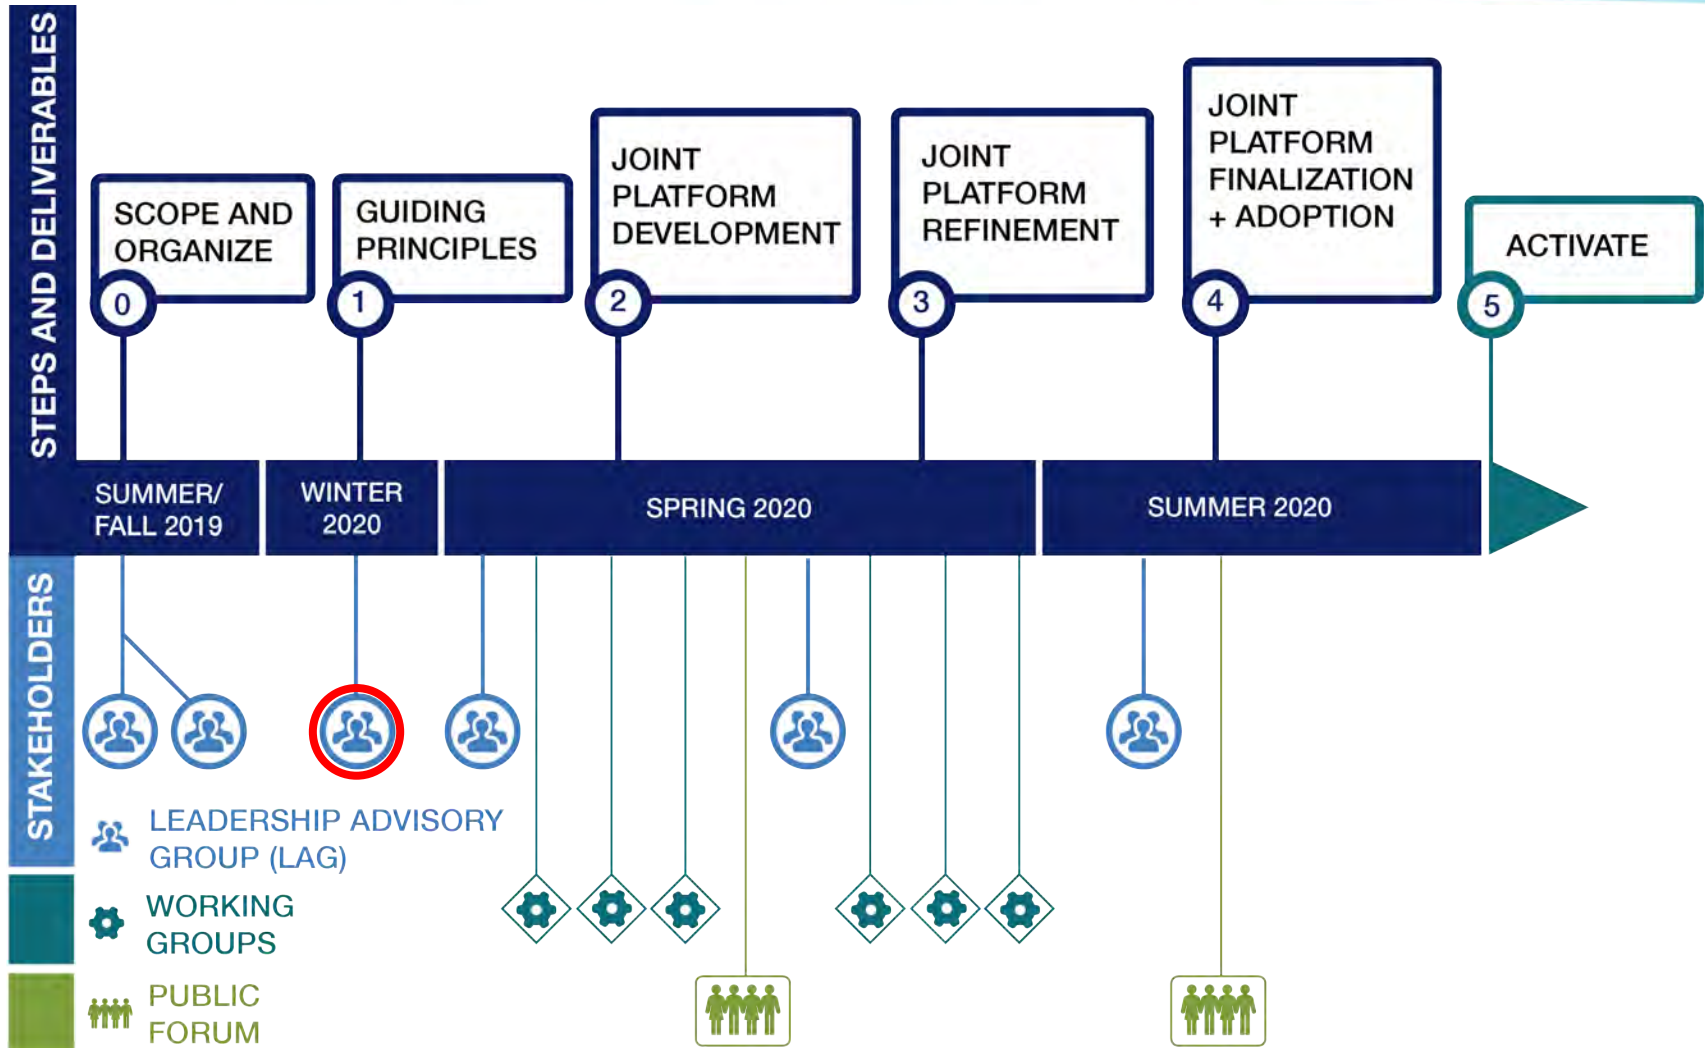 STEPS AND DELIVERABLES
SCOPE AND
ORGANIZE
0
GUIDING
PRINCIPLES
1
JOINT
PLATFORM
DEVELOPMENT
2
JOINT
PLATFORM
REFINEMENT
3
JOINT
PLATFORM
FINALIZATION
+ ADOPTION
4
ACTIVATE
5
SUMMER/
FALL 2019
WINTER
2020
SPRING 2020
SUMMER 2020
STAKEHOLDERS
LEADERSHIP ADVISORY
GROUP (LAG)
WORKING
GROUPS
PUBLIC
FORUM